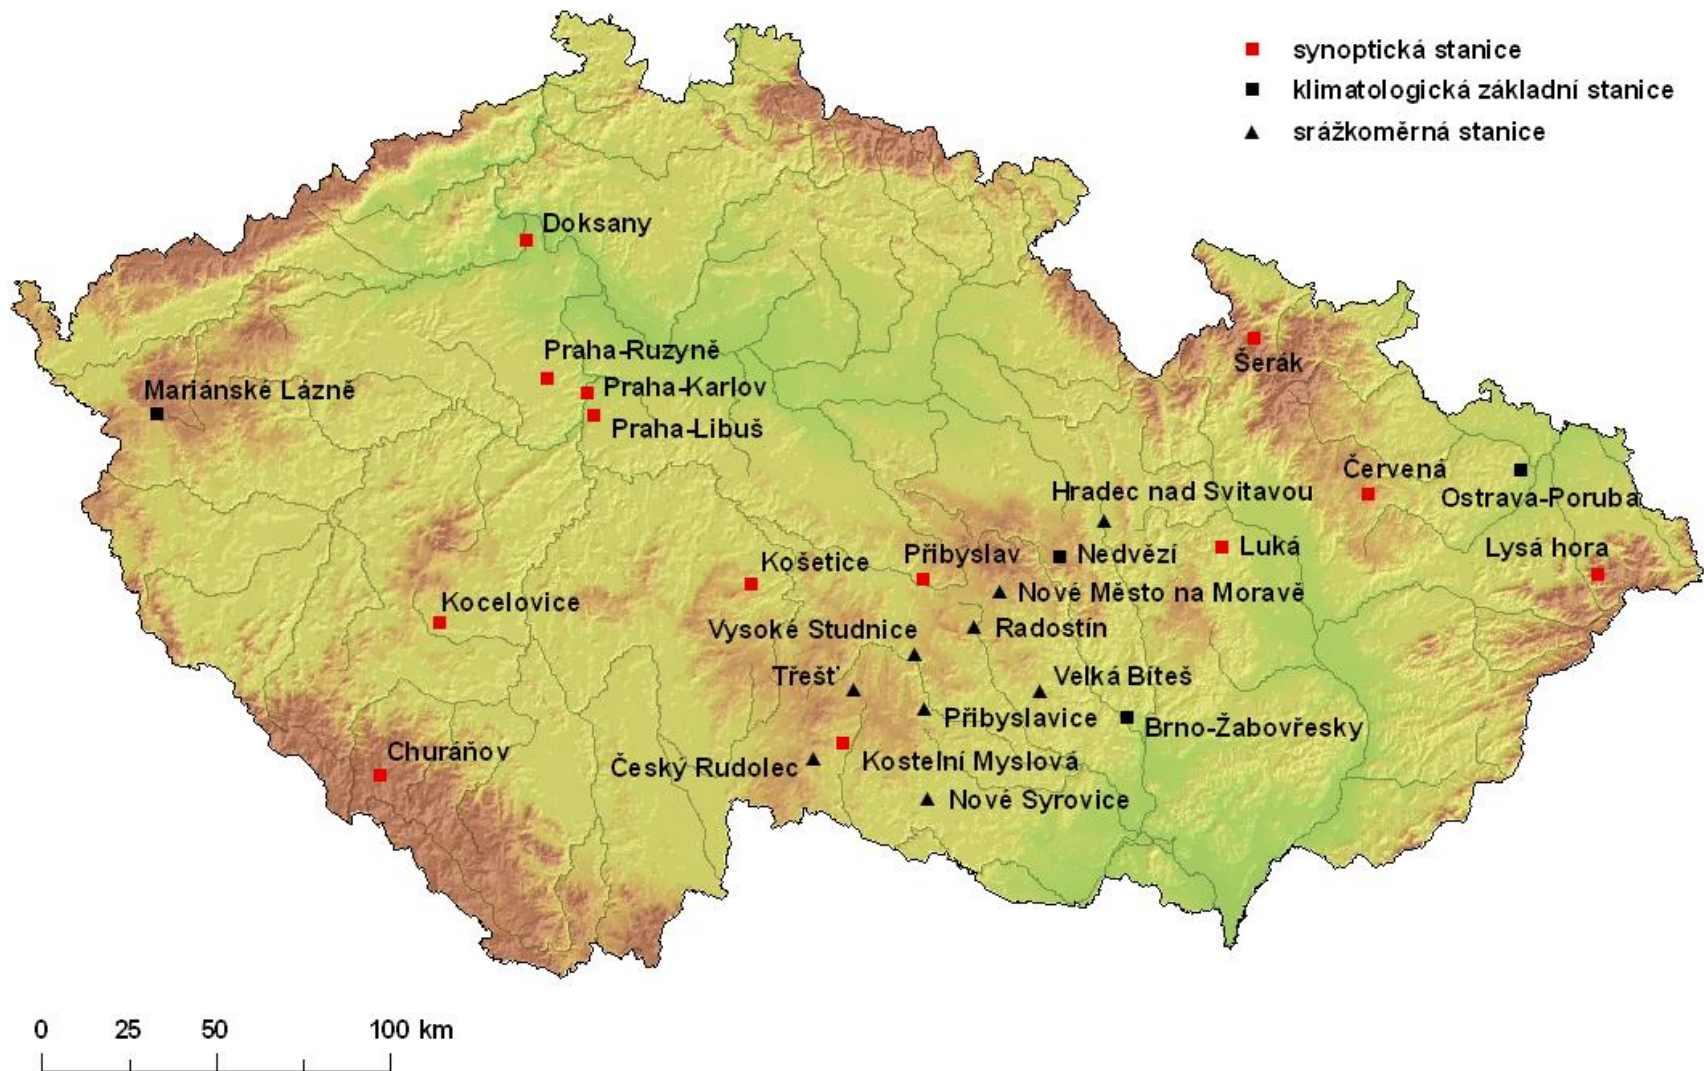 synoptická stanice
klimatologická základní stanice
srážkoměrná stanice
Doksany
Praha-Ruzyně
Šerák
Mariánské Lázně
Praha-Karlov
Praha-Libuš
Červená
Hradec nad Svitavou
Ostrava-Poruba
Košetice
Přibyslav
Nedvězí
Luká
Lysá hora
Kocelovice
Nové Město na Moravě
Vysoké Studnice
Radostín
Třešť
Velká Bíteš
Přibyslavice
Brno-Žabovřesky
Churáňov
Český Rudolec
Kostelní Myslová
Nové Syrovice
0 25 50 100 km